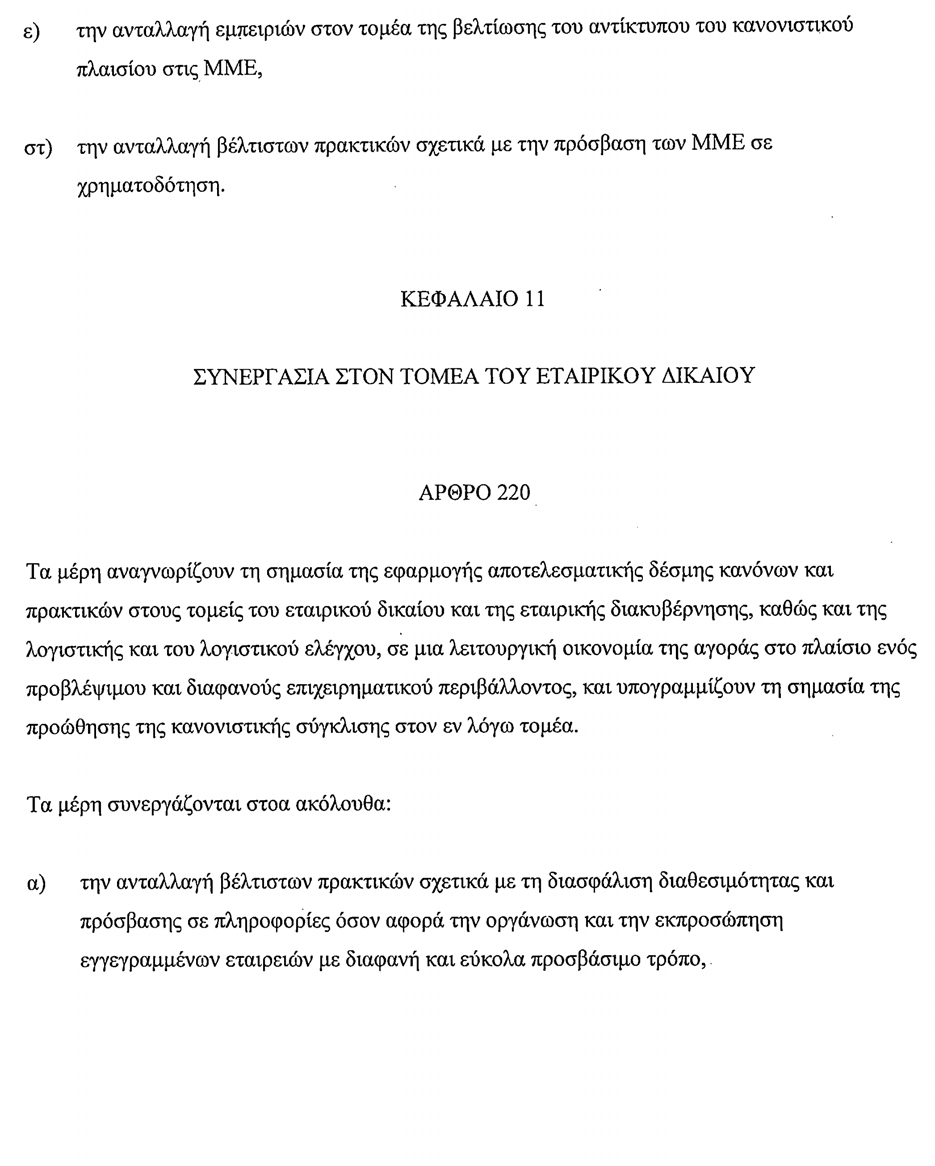 ε) την ανταλλαγή εμπειριών στον τομέα της βελτίωσης του αντίκτυπου του κανονιστικού
πλαισίου στις ΜΜΕ,
στ) την ανταλλαγή βέλτιστων πρακτικών σχετικά με την πρόσβαση των ΜΜΕ σε
χρηματοδότηση.
ΚΕΦΑΛΑΙΟ 11
ΣΥΝΕΡΓΑΣΙΑ ΣΤΟΝ ΤΟΜΕΑ ΤΟΥ ΕΤΑΙΡΙΚΟΥ ΔΙΚΑΙΟΥ
ΑΡΘΡΟ 220
Τα μέρη αναγνωρίζουν τη σημασία της εφαρμογής αποτελεσματικής δέσμης κανόνων και
πρακτικών στους τομείς του εταιρικού δικαίου και της εταιρικής διακυβέρνησης, καθώς και της
λογιστικής και του λογιστικού ελέγχου, σε μια λειτουργική οικονομία της αγοράς στο πλαίσιο ενός
προβλέψιμου και διαφανούς επιχειρηματικού περιβάλλοντος, και υπογραμμίζουν τη σημασία της
προώθησης της κανονιστικής σύγκλισης στον εν λόγω τομέα.
Τα μέρη συνεργάζονται στοα ακόλουθα:
α) την ανταλλαγή βέλτιστων πρακτικών σχετικά με τη διασφάλιση διαθεσιμότητας και
πρόσβασης σε πληροφορίες όσον αφορά την οργάνωση και την εκπροσώπηση
εγγεγραμμένων εταιρειών με διαφανή και εύκολα προσβάσιμο τρόπο,